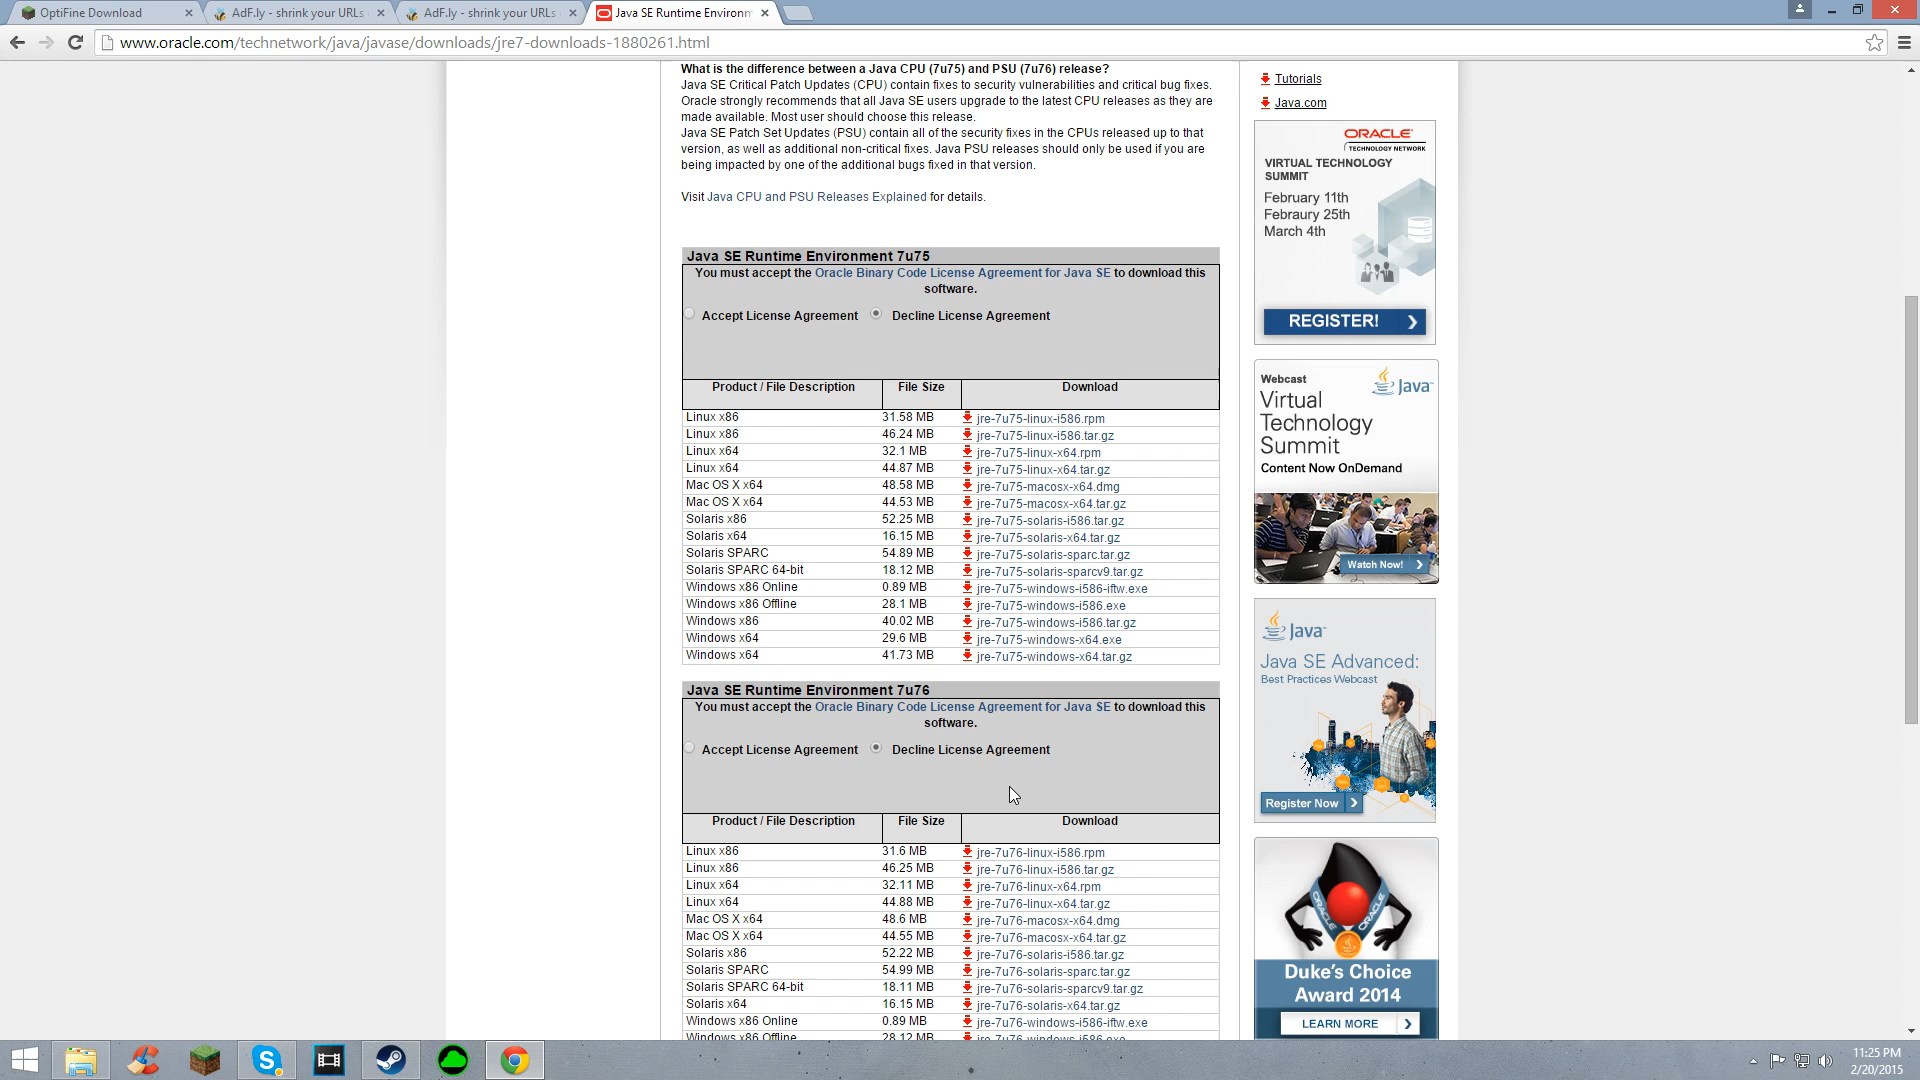 OptiFine Download
AdF.ly - shrink your URLs
AdF.ly - shrink your URLs
Java SE Runtime Environm
www.oracle.com/technetwork/java/javase/downloads/jre7-downloads-1880261.html
What is the difference between a Java CPU (7u75) and PSU (7u76) release?
Java SE Critical Patch Updates (CPU) contain fixes to security vulnerabilities and critical bug fixes.
Oracle strongly recommends that all Java SE users upgrade to the latest CPU releases as they are
made available. Most user should choose this release.
Java SE Patch Set Updates (PSU) contain all of the security fixes in the CPUs released up to that
version, as well as additional non-critical fixes. Java PSU releases should only be used if you are
being impacted by one of the additional bugs fixed in that version.
Visit Java CPU and PSU Releases Explained for details.
Java SE Runtime Environment 7u75
You must accept the Oracle Binary Code License Agreement for Java SE to download this
software.
Accept License Agreement Decline License Agreement
Product / File Description File Size Download
Linux x86 31.58 MB jre-7u75-linux-i586.rpm
Linux x86 46.24 MB jre-7u75-linux-i586.tar.gz
Linux x64 32.1 MB jre-7u75-linux-x64.rpm
Linux x64 44.87 MB jre-7u75-linux-x64.tar.gz
Mac OS X x64 48.58 MB jre-7u75-macosx-x64.dmg
Mac OS X x64 44.53 MB jre-7u75-macosx-x64.tar.gz
Solaris x86 52.25 MB jre-7u75-solaris-i586.tar.gz
Solaris x64 16.15 MB jre-7u75-solaris-x64.tar.gz
Solaris SPARC 54.89 MB jre-7u75-solaris-sparc.tar.gz
Solaris SPARC 64-bit 18.12 MB jre-7u75-solaris-sparcv9.tar.gz
Windows x86 Online 0.89 MB jre-7u75-windows-i586-iftw.exe
Windows x86 Offline 28.1 MB jre-7u75-windows-i586.exe
Windows x86 40.02 MB jre-7u75-windows-i586.tar.gz
Windows x64 29.6 MB jre-7u75-windows-x64.exe
Windows x64 41.73 MB jre-7u75-windows-x64.tar.gz
Java SE Runtime Environment 7u76
You must accept the Oracle Binary Code License Agreement for Java SE to download this
software.
Accept License Agreement Decline License Agreement
Product / File Description File Size Download
Linux x86 31.6 MB jre-7u76-linux-i586.rpm
Linux x86 46.25 MB jre-7u76-linux-i586.tar.gz
Linux x64 32.11 MB jre-7u76-linux-x64.rpm
Linux x64 44.88 MB jre-7u76-linux-x64.tar.gz
Mac OS X x64 48.6 MB jre-7u76-macosx-x64.dmg
Mac OS X x64 44.55 MB jre-7u76-macosx-x64.tar.gz
Solaris x86 52.22 MB jre-7u76-solaris-i586.tar.gz
Solaris SPARC 54.99 MB jre-7u76-solaris-sparc.tar.gz
Solaris SPARC 64-bit 18.11 MB jre-7u76-solaris-sparcv9.tar.gz
Solaris x64 16.15 MB jre-7u76-solaris-x64.tar.gz
Windows x86 Online 0.89 MB jre-7u76-windows-i586-iftw.exe
Windows x86 Offline 28.12 MB jre-7u76-windows-i586.exe
Tutorials
Java.com
ORACLE
TECHNOLOGY NETWORK
VIRTUAL TECHNOLOGY
SUMMIT
February 11th
Febraury 25th
March 4th
REGISTER!
Webcast
Java
Virtual
Technology
Summit
Content Now OnDemand
Watch Now!
Java
Java SE Advanced:
Best Practices Webcast
Register Now
ORACLE
ORACLE
Duke's Choice
Award 2014
LEARN MORE
11:25 PM
2/20/2015